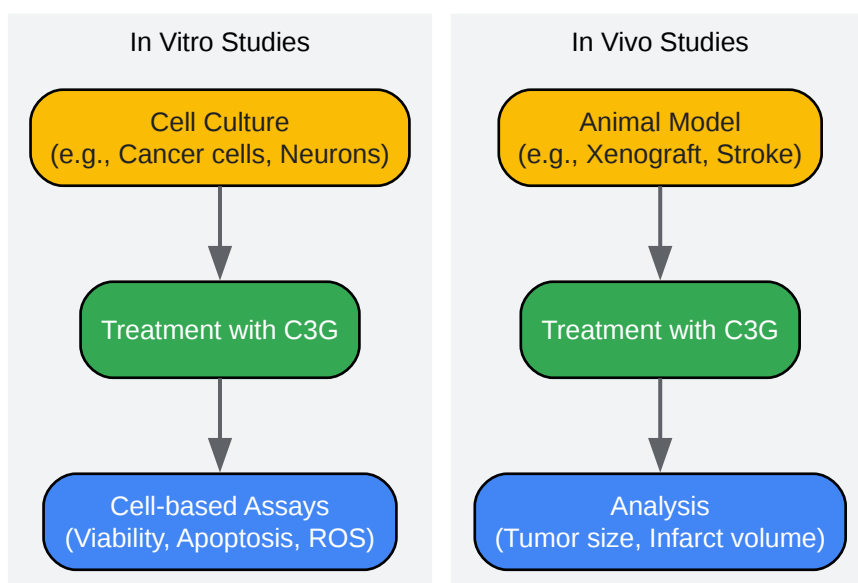 In Vitro Studies
Cell Culture
(e.g., Cancer cells, Neurons)
Treatment with C3G
Cell-based Assays
(Viability, Apoptosis, ROS)
In Vivo Studies
Animal Model
(e.g., Xenograft, Stroke)
Treatment with C3G
Analysis
(Tumor size, Infarct volume)